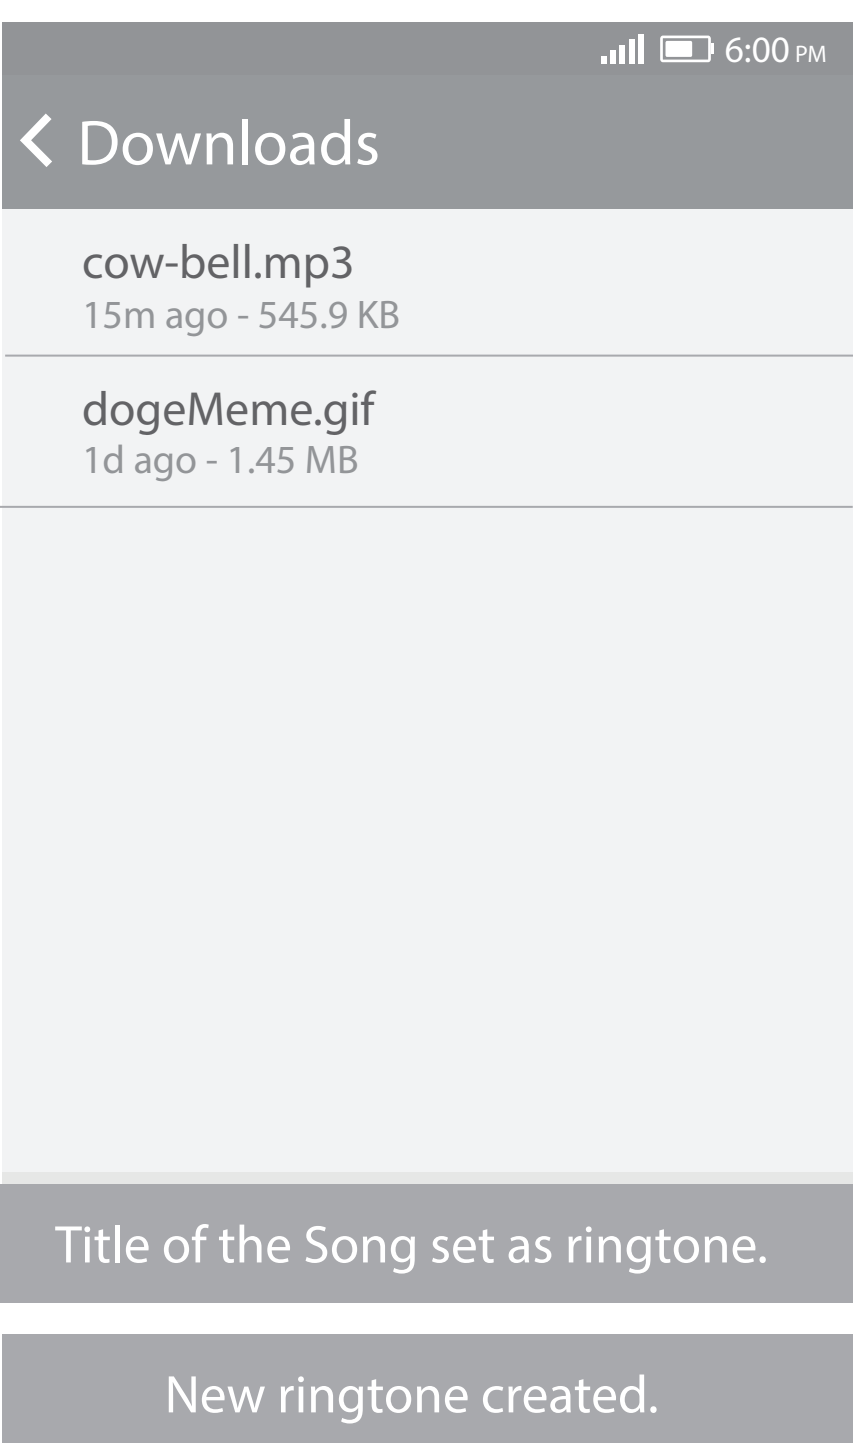 6:00 PM
Downloads
cow-bell.mp3
15m ago - 545.9 KB
dogeMeme.gif
1d ago - 1.45 MB
Title of the Song set as ringtone.
New ringtone created.